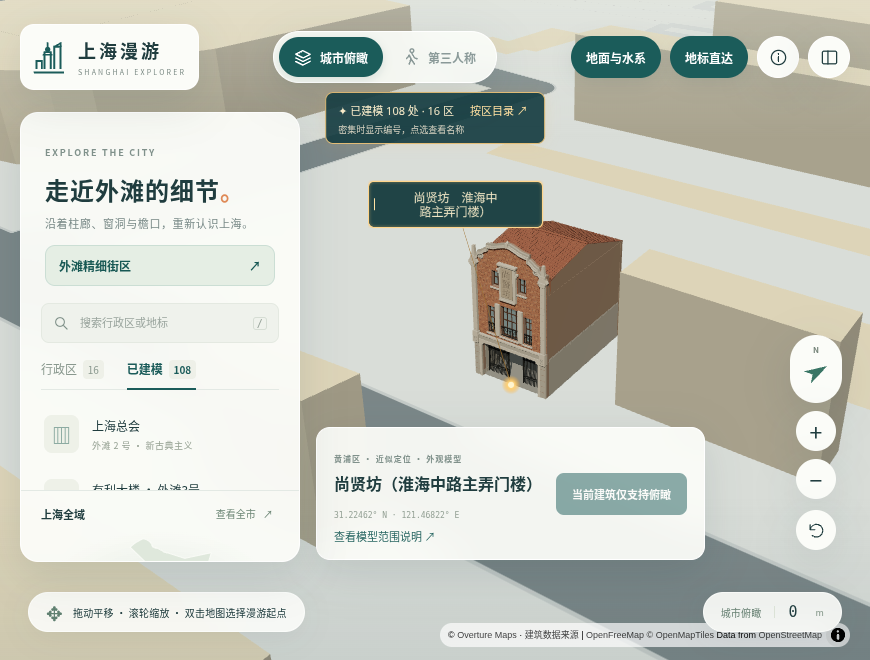 上海漫游
SHANGHAI EXPLORER
城市俯瞰
第三人称
地面与水系
地标直达
✦ 已建模 108 处 · 16 区 按区目录 ↗
密集时显示编号，点选查看名称
EXPLORE THE CITY
走近外滩的细节。
沿着柱廊、窗洞与檐口，重新认识上海。
外滩精细街区 ↗
搜索行政区或地标 /
行政区 16 已建模 108
上海总会
外滩 2 号 · 新古典主义
有利大楼 · 外滩3号
上海全域 查看全市 ↗
尚贤坊 淮海中
路主弄门楼）
N
黄浦区 · 近似定位 · 外观模型
尚贤坊（淮海中路主弄门楼）
当前建筑仅支持俯瞰
31.22462° N · 121.46822° E
查看模型范围说明 ↗
拖动平移 · 滚轮缩放 · 双击地图选择漫游起点
城市俯瞰 0 m
© Overture Maps · 建筑数据来源 | OpenFreeMap © OpenMapTiles Data from OpenStreetMap